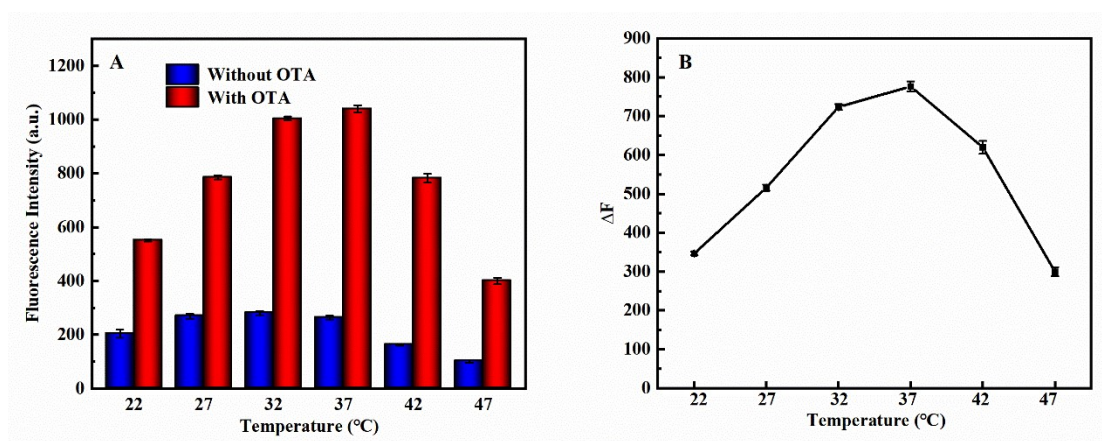 A
Without OTA
With OTA
Fluorescence Intensity (a.u.)
1200
1000
800
600
400
200
0
22 27 32 37 42 47
Temperature (°C)
B
ΔF
900
800
700
600
500
400
300
200
100
0
22 27 32 37 42 47
Temperature (°C)